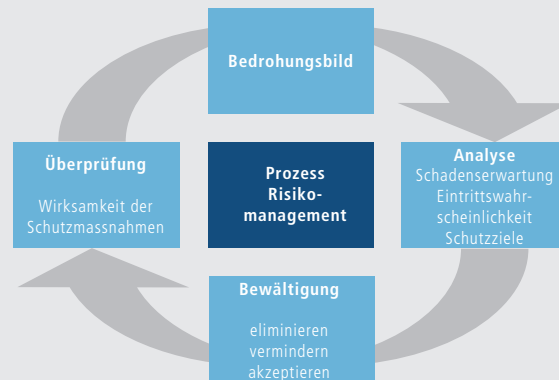 Bedrohungsbild
Überprüfung
Wirksamkeit der
Schutzmassnahmen
Prozess
Risiko-
management
Analyse
Schadenserwartung
Eintrittswahr-
scheinlichkeit
Schutzziele
Bewältigung
eliminieren
vermindern
akzeptieren